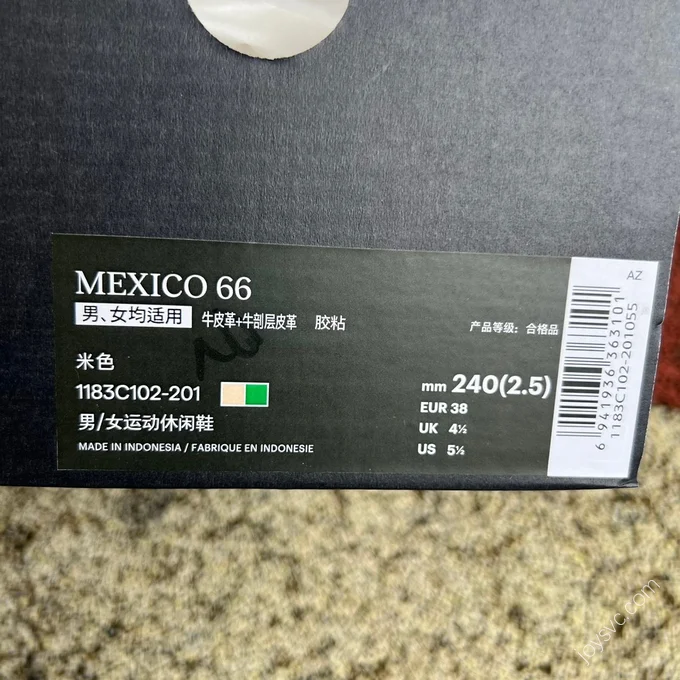 MEXICO 66
男、女均适用 牛皮革+牛剖层皮革 胶粘
产品等级：合格品
米色
1183C102-201
男/女运动休闲鞋
MADE IN INDONESIA / FABRIQUE EN INDONESIE
mm 240(2.5)
EUR 38
UK 4½
US 5½
AZ
6 941936 363101
1183C102-201055
joysvc.com